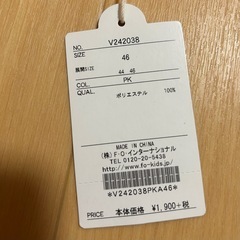 NO. V242038
SIZE 46
展開SIZE 44 . 46
COL. PK
QUAL. ポリエステル 100%
MADE IN CHINA
(株)F・O・インターナショナル
TEL 0120-20-5438
http://www.fo-kids.jp/
*V242038PKA46*
PRICE 本体価格 ¥1,900+税